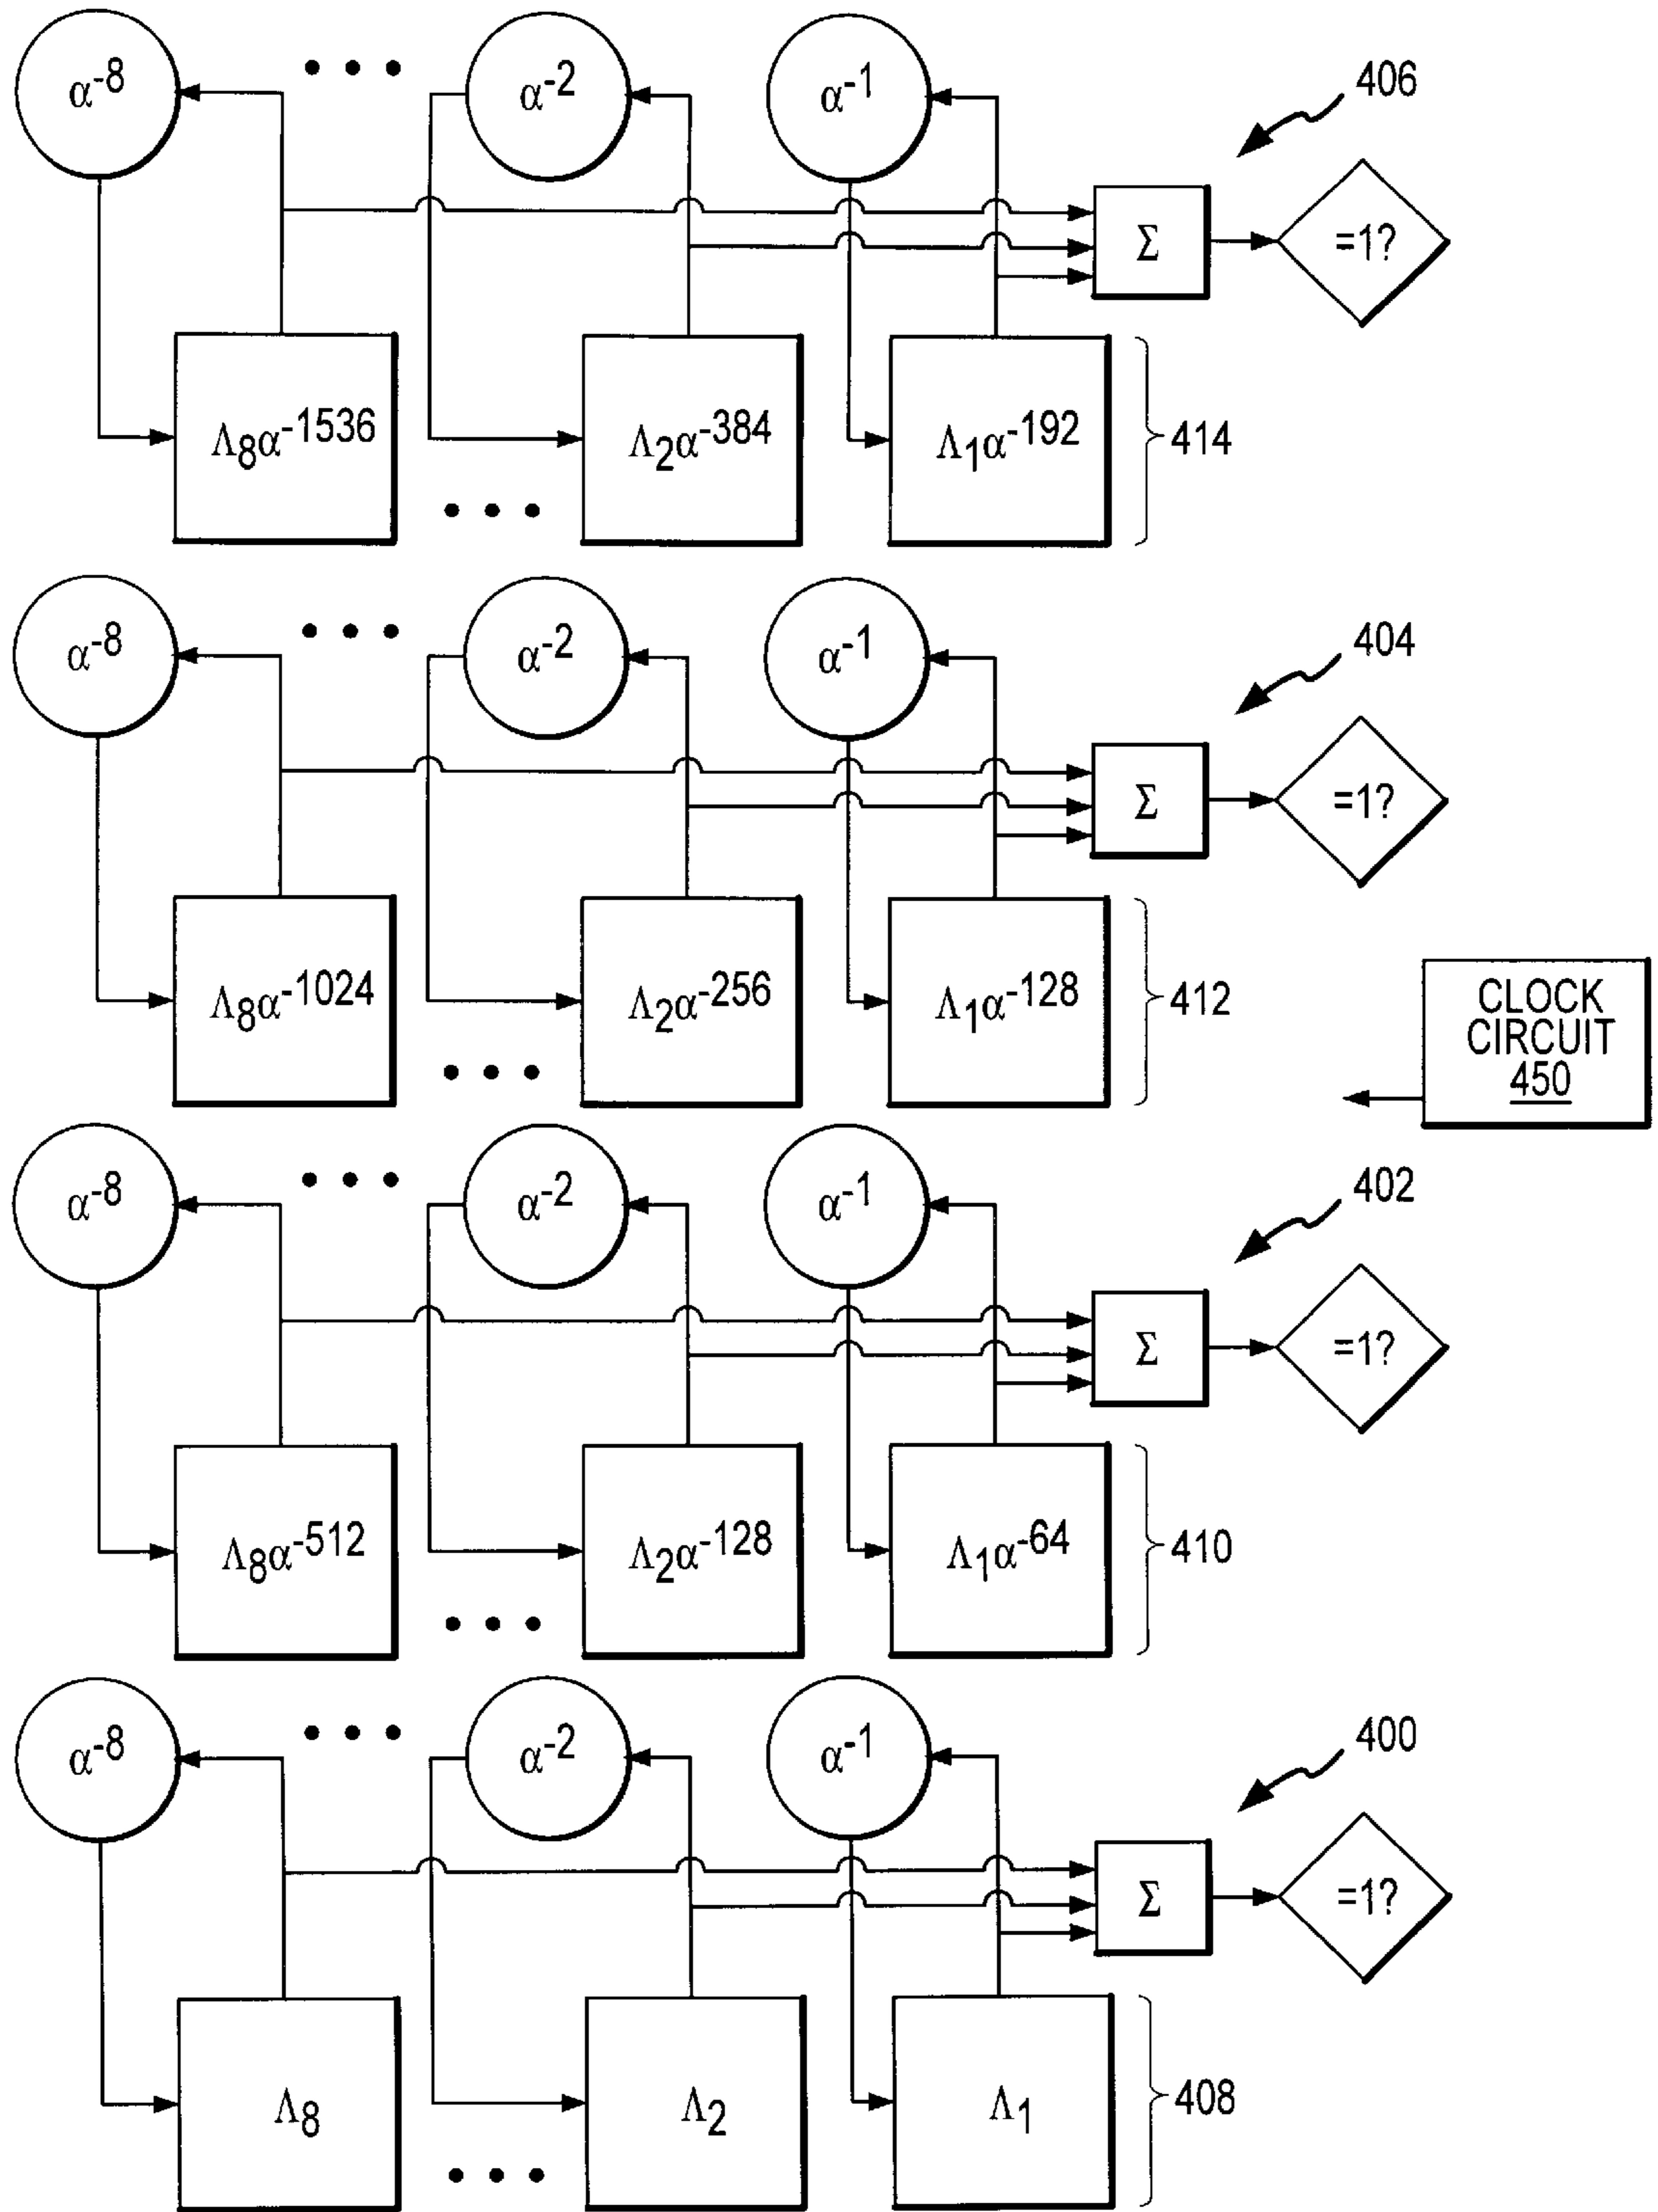 α-8
α-2
α-1
406
Σ
=1?
Λ8α-1536
Λ2α-384
Λ1α-192
414
α-8
α-2
α-1
404
Σ
=1?
Λ8α-1024
Λ2α-256
Λ1α-128
412
CLOCK
CIRCUIT
450
α-8
α-2
α-1
402
Σ
=1?
Λ8α-512
Λ2α-128
Λ1α-64
410
α-8
α-2
α-1
400
Σ
=1?
Λ8
Λ2
Λ1
408